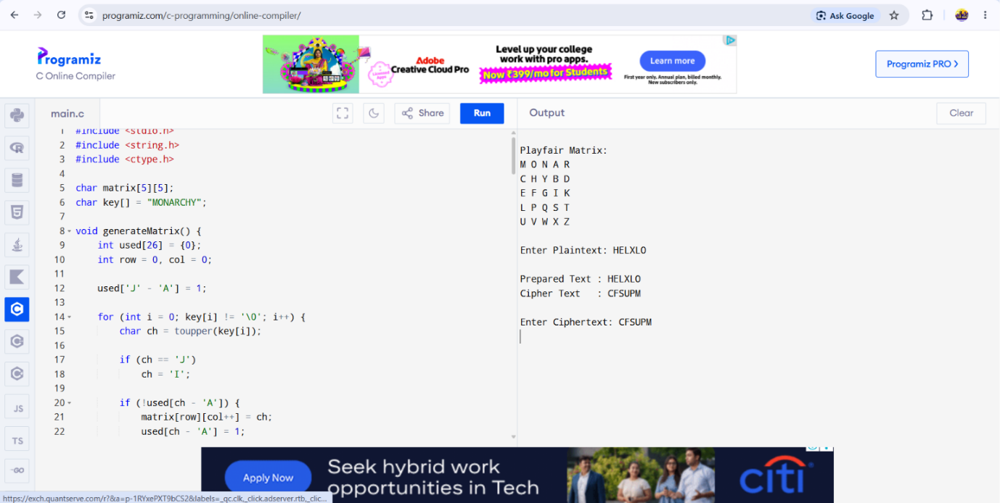 programiz.com/c-programming/online-compiler/
Ask Google
Programiz
C Online Compiler
Adobe
Creative Cloud Pro
Level up your college
work with pro apps.
Now ₹399/mo for Students
Learn more
First year only. Annual plan, billed monthly.
New subscribers only.
Programiz PRO >
main.c
Share
Run
Output
Clear
1 #include <stdio.h>
2 #include <string.h>
3 #include <ctype.h>
4
5 char matrix[5][5];
6 char key[] = "MONARCHY";
7
8 void generateMatrix() {
9 int used[26] = {0};
10 int row = 0, col = 0;
11
12 used['J' - 'A'] = 1;
13
14 for (int i = 0; key[i] != '\0'; i++) {
15 char ch = toupper(key[i]);
16
17 if (ch == 'J')
18 ch = 'I';
19
20 if (!used[ch - 'A']) {
21 matrix[row][col++] = ch;
22 used[ch - 'A'] = 1;
Playfair Matrix:
M O N A R
C H Y B D
E F G I K
L P Q S T
U V W X Z
Enter Plaintext: HELXLO
Prepared Text : HELXLO
Cipher Text : CFSUPM
Enter Ciphertext: CFSUPM
JS
TS
GO
Apply Now
Seek hybrid work
opportunities in Tech
citi
https://exch.quantserve.com/r?&a=p-1RYxePXT9bCS2&labels=_qc.clk,_click.adserver.rtb,_clic...